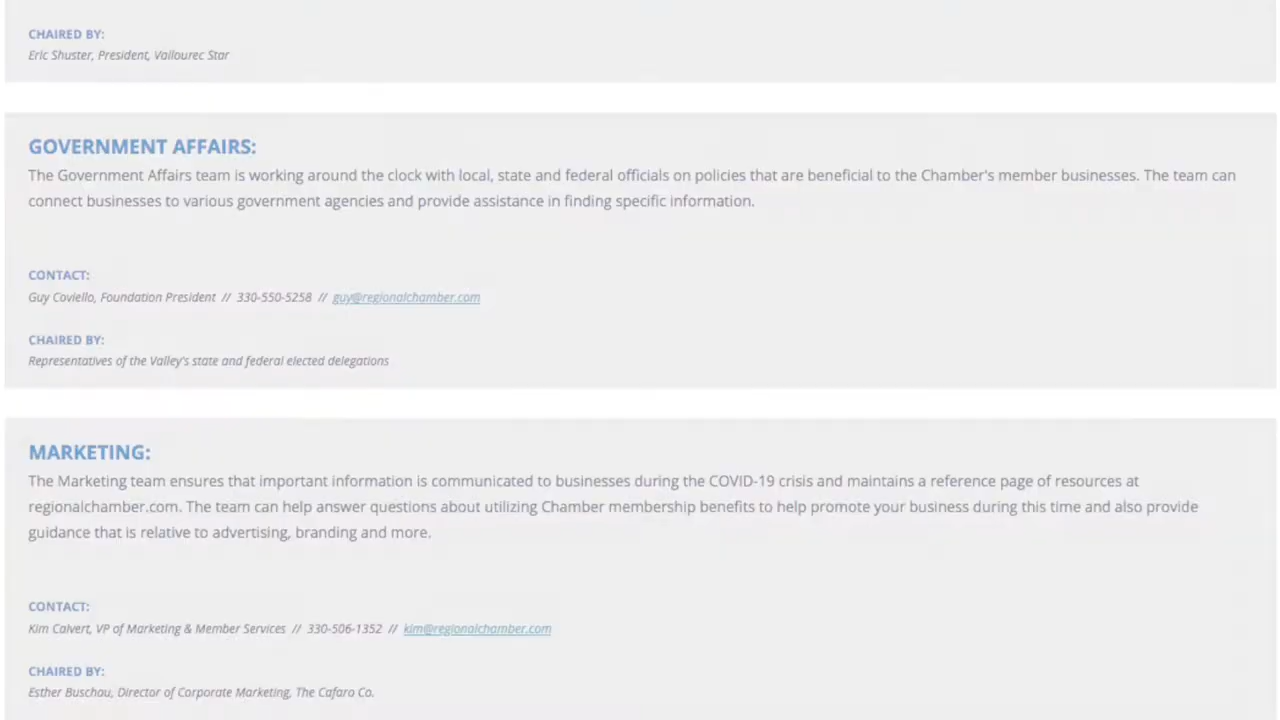 CHAIRED BY:
Eric Shuster, President, Vallourec Star
GOVERNMENT AFFAIRS:
The Government Affairs team is working around the clock with local, state and federal officials on policies that are beneficial to the Chamber's member businesses. The team can
connect businesses to various government agencies and provide assistance in finding specific information.
CONTACT:
Guy Coviello, Foundation President // 330-550-5258 // guy@regionalchamber.com
CHAIRED BY:
Representatives of the Valley's state and federal elected delegations
MARKETING:
The Marketing team ensures that important information is communicated to businesses during the COVID-19 crisis and maintains a reference page of resources at
regionalchamber.com. The team can help answer questions about utilizing Chamber membership benefits to help promote your business during this time and also provide
guidance that is relative to advertising, branding and more.
CONTACT:
Kim Calvert, VP of Marketing & Member Services // 330-506-1352 // kim@regionalchamber.com
CHAIRED BY:
Esther Buschau, Director of Corporate Marketing, The Cafaro Co.